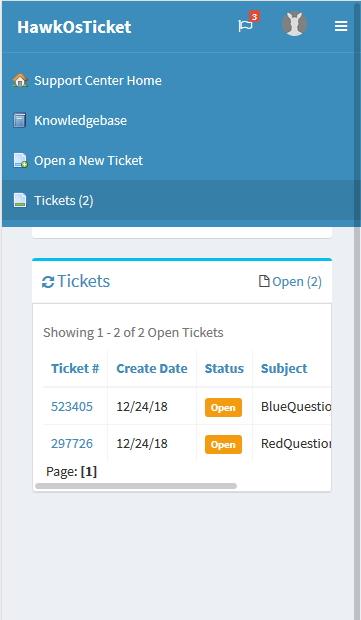 HawkOsTicket
3
Support Center Home
Knowledgebase
Open a New Ticket
Tickets (2)
Tickets
Open (2)
Showing 1 - 2 of 2 Open Tickets
Ticket # Create Date Status Subject
523405 12/24/18 Open BlueQuestio
297726 12/24/18 Open RedQuestion
Page: [1]